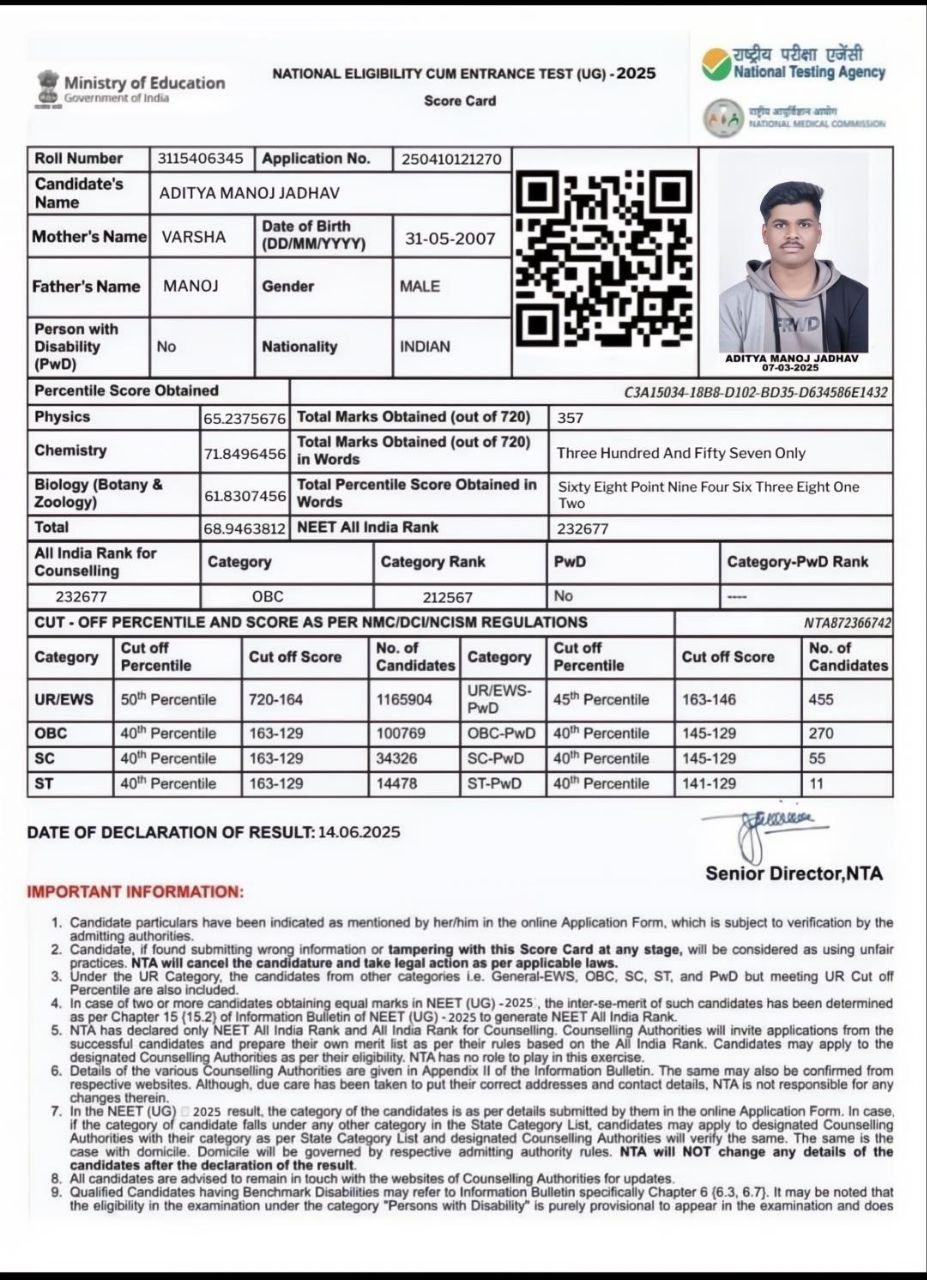 Ministry of Education
Government of India
NATIONAL ELIGIBILITY CUM ENTRANCE TEST (UG) - 2025
Score Card
राष्ट्रीय परीक्षा एजेंसी
National Testing Agency
NATIONAL MEDICAL COMMISSION
Roll Number 3115406345 Application No. 250410121270
Candidate's Name ADITYA MANOJ JADHAV
Mother's Name VARSHA Date of Birth (DD/MM/YYYY) 31-05-2007
Father's Name MANOJ Gender MALE
Person with Disability (PwD) No Nationality INDIAN
FRWD
ADITYA MANOJ JADHAV
07-03-2025
Percentile Score Obtained C3A15034-18B8-D102-BD35-D634586E1432
Physics 65.2375676 Total Marks Obtained (out of 720) 357
Chemistry 71.8496456 Total Marks Obtained (out of 720) in Words Three Hundred And Fifty Seven Only
Biology (Botany & Zoology) 61.8307456 Total Percentile Score Obtained in Words Sixty Eight Point Nine Four Six Three Eight One Two
Total 68.9463812 NEET All India Rank 232677
All India Rank for Counselling Category Category Rank PwD Category-PwD Rank
232677 OBC 212567 No ----
CUT - OFF PERCENTILE AND SCORE AS PER NMC/DCI/NCISM REGULATIONS NTA872366742
Category Cut off Percentile Cut off Score No. of Candidates Category Cut off Percentile Cut off Score No. of Candidates
UR/EWS 50th Percentile 720-164 1165904 UR/EWS-PwD 45th Percentile 163-146 455
OBC 40th Percentile 163-129 100769 OBC-PwD 40th Percentile 145-129 270
SC 40th Percentile 163-129 34326 SC-PwD 40th Percentile 145-129 55
ST 40th Percentile 163-129 14478 ST-PwD 40th Percentile 141-129 11
DATE OF DECLARATION OF RESULT: 14.06.2025
Senior Director,NTA
IMPORTANT INFORMATION:
1. Candidate particulars have been indicated as mentioned by her/him in the online Application Form, which is subject to verification by the
admitting authorities.
2. Candidate, if found submitting wrong information or tampering with this Score Card at any stage, will be considered as using unfair
practices. NTA will cancel the candidature and take legal action as per applicable laws.
3. Under the UR Category, the candidates from other categories i.e. General-EWS, OBC, SC, ST, and PwD but meeting UR Cut off
Percentile are also included.
4. In case of two or more candidates obtaining equal marks in NEET (UG) -2025', the inter-se-merit of such candidates has been determined
as per Chapter 15 {15.2} of Information Bulletin of NEET (UG) - 2025 to generate NEET All India Rank.
5. NTA has declared only NEET All India Rank and All India Rank for Counselling. Counselling Authorities will invite applications from the
successful candidates and prepare their own merit list as per their rules based on the All India Rank. Candidates may apply to the
designated Counselling Authorities as per their eligibility. NTA has no role to play in this exercise.
6. Details of the various Counselling Authorities are given in Appendix II of the Information Bulletin. The same may also be confirmed from
respective websites. Although, due care has been taken to put their correct addresses and contact details, NTA is not responsible for any
changes therein.
7. In the NEET (UG) □ 2025 result, the category of the candidates is as per details submitted by them in the online Application Form. In case,
if the category of candidate falls under any other category in the State Category List, candidates may apply to designated Counselling
Authorities with their category as per State Category List and designated Counselling Authorities will verify the same. The same is the
case with domicile. Domicile will be governed by respective admitting authority rules. NTA will NOT change any details of the
candidates after the declaration of the result.
8. All candidates are advised to remain in touch with the websites of Counselling Authorities for updates.
9. Qualified Candidates having Benchmark Disabilities may refer to Information Bulletin specifically Chapter 6 {6.3, 6.7}. It may be noted that
the eligibility in the examination under the category "Persons with Disability" is purely provisional to appear in the examination and does